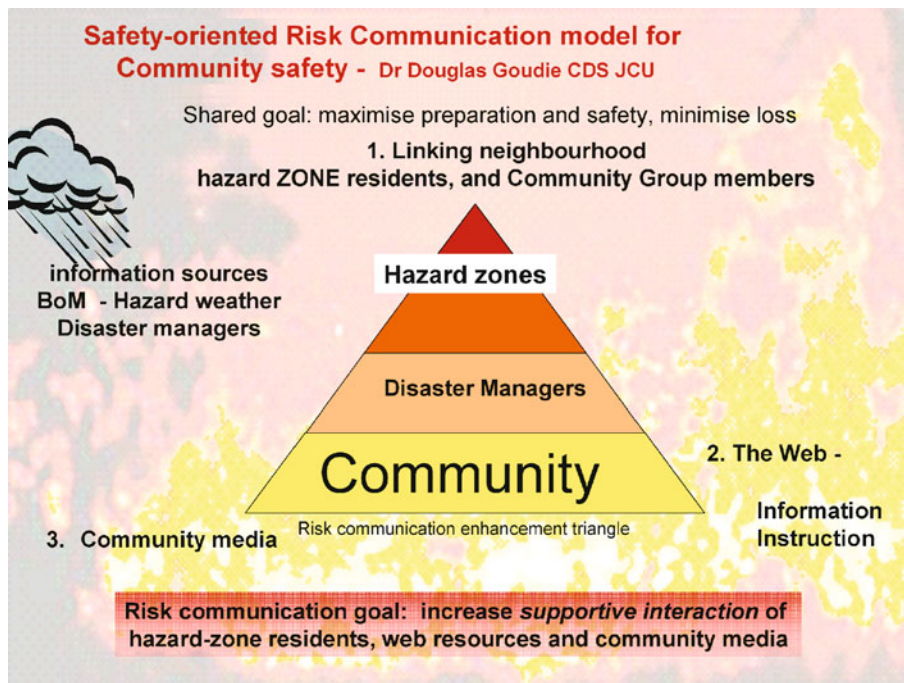 Safety-oriented Risk Communication model for
Community safety - Dr Douglas Goudie CDS JCU
Shared goal: maximise preparation and safety, minimise loss
1. Linking neighbourhood
hazard ZONE residents, and Community Group members
information sources
BoM - Hazard weather
Disaster managers
Hazard zones
Disaster Managers
Community
2. The Web -
Information
Instruction
Risk communication enhancement triangle
3. Community media
Risk communication goal: increase supportive interaction of
hazard-zone residents, web resources and community media